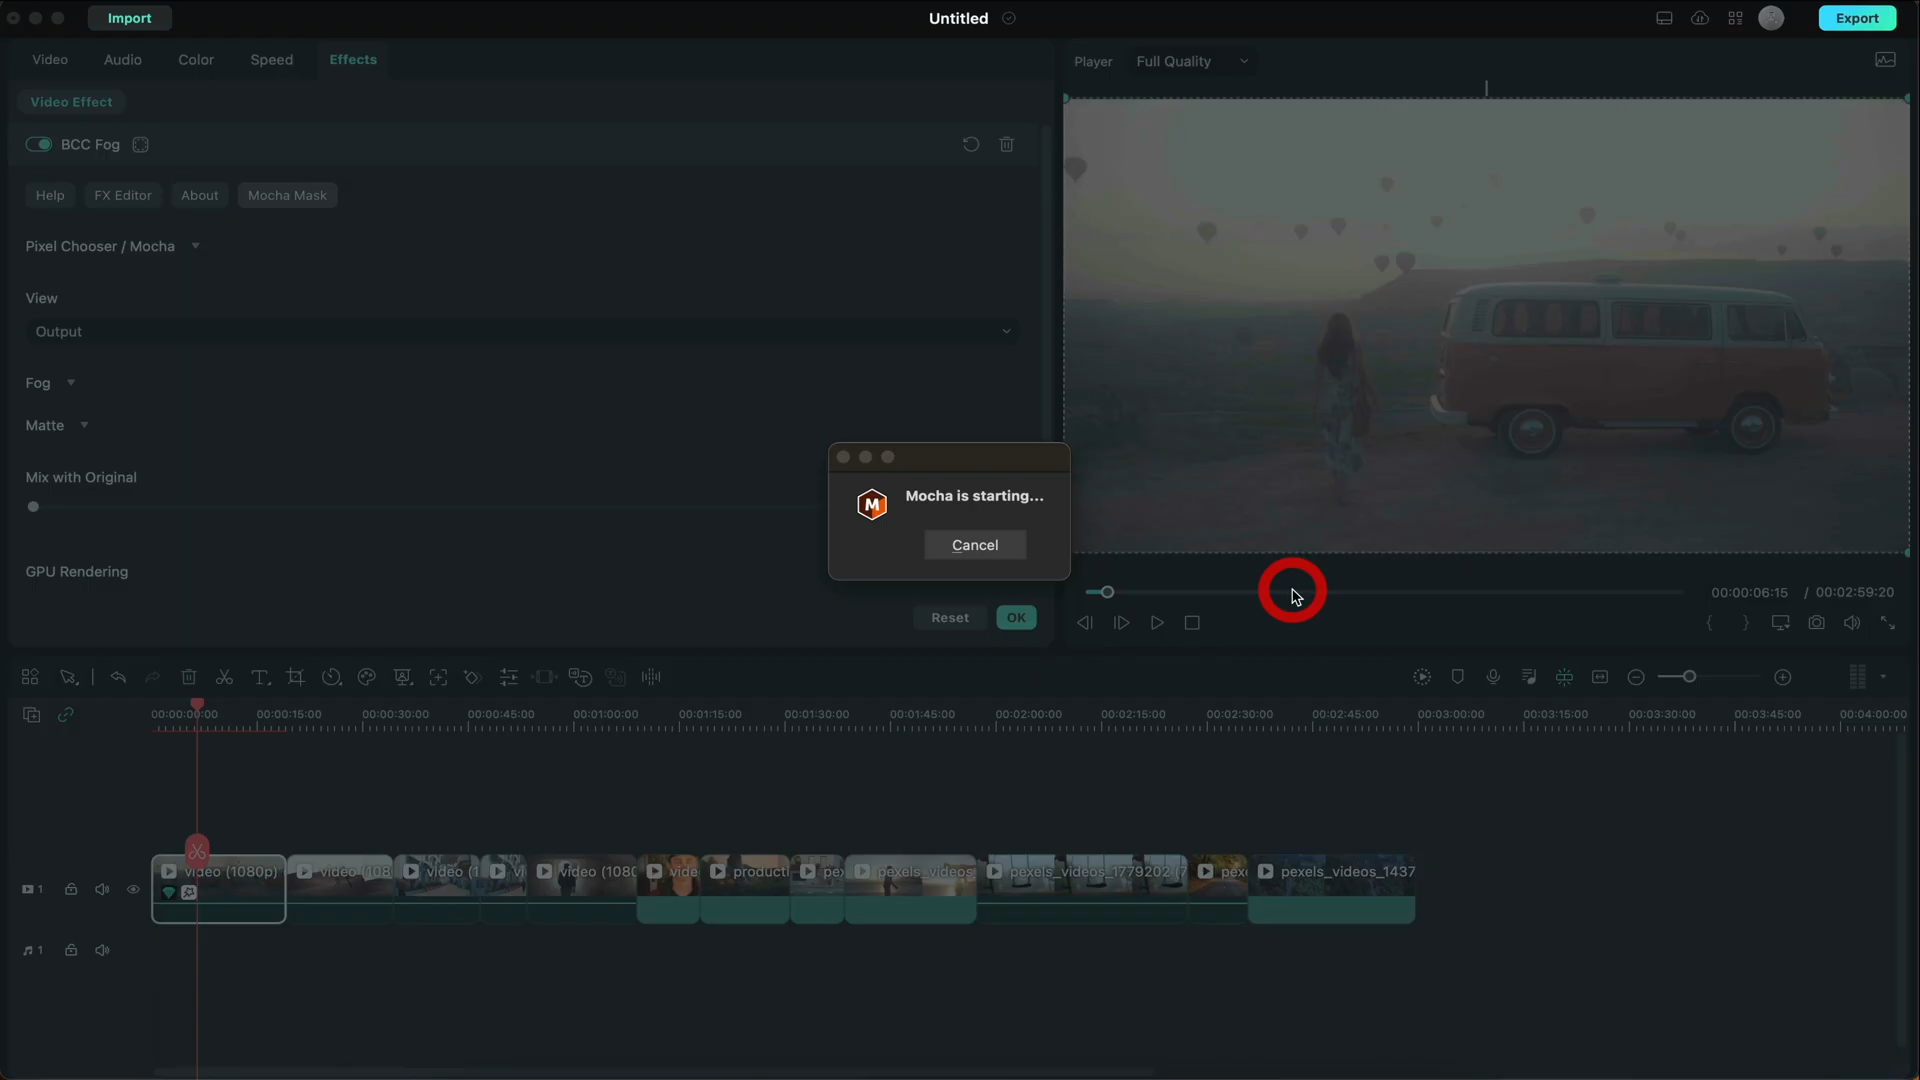 Import
Untitled
Export
Video
Audio
Color
Speed
Effects
Player
Full Quality
Video Effect
BCC Fog
Help
FX Editor
About
Mocha Mask
Pixel Chooser / Mocha
View
Output
Fog
Matte
Mix with Original
GPU Rendering
M
Mocha is starting...
Cancel
Reset
OK
00:00:06:15 / 00:02:59:20
00:00:00:00
00:00:15:00
00:00:30:00
00:00:45:00
00:01:00:00
00:01:15:00
00:01:30:00
00:01:45:00
00:02:00:00
00:02:15:00
00:02:30:00
00:02:45:00
00:03:00:00
00:03:15:00
00:03:30:00
00:03:45:00
00:04:00:00
1
video (1080p)
video (108
video (1
vi
video (1080
vide
producti
pex
pexels_videos
pexels_videos_1779202 (7
pexe
pexels_videos_1437
1